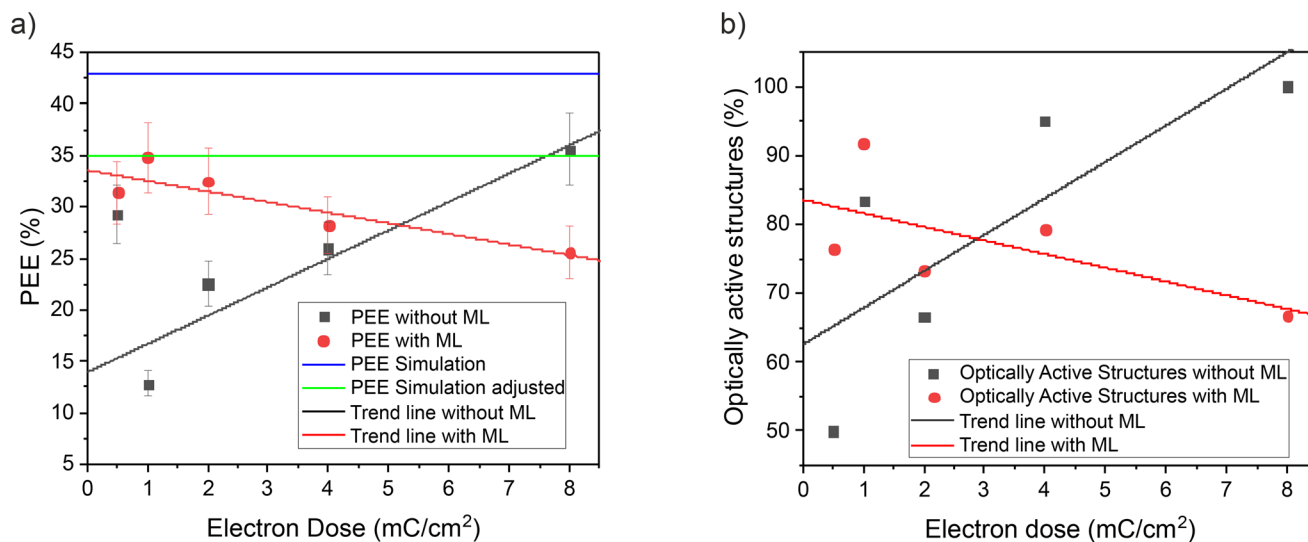 a)
45
40
35
30
25
20
15
10
5
PEE (%)
PEE without ML
PEE with ML
PEE Simulation
PEE Simulation adjusted
Trend line without ML
Trend line with ML
0 1 2 3 4 5 6 7 8
Electron Dose (mC/cm²)
b)
100
90
80
70
60
50
Optically active structures (%)
Optically Active Structures without ML
Optically Active Structures with ML
Trend line without ML
Trend line with ML
0 1 2 3 4 5 6 7 8
Electron dose (mC/cm²)